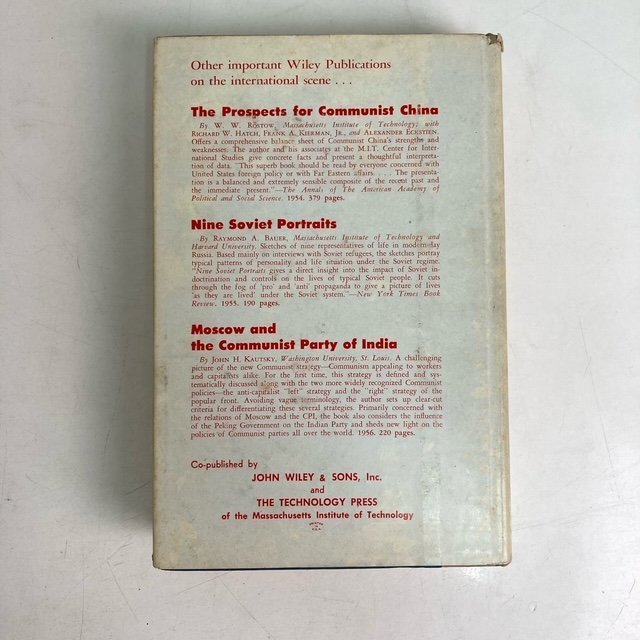 Other important Wiley Publications
on the international scene . . .
The Prospects for Communist China
By W. W. Rostow, Massachusetts Institute of Technology; with
Richard W. Hatch, Frank A. Kierman, Jr., and Alexander Eckstien.
Offers a comprehensive balance sheet of Communist China's strengths and
weaknesses. The author and his associates at the M.I.T. Center for Inter-
national Studies give concrete facts and present a thoughtful interpreta-
tion of data. "This superb book should be read by everyone concerned with
United States foreign policy or with Far Eastern affairs. . . . The presenta-
tion is a balanced and extremely sensible composite of the recent past and
the immediate present."—The Annals of The American Academy of
Political and Social Science. 1954. 379 pages.
Nine Soviet Portraits
By Raymond A. Bauer, Massachusetts Institute of Technology and
Harvard University. Sketches of nine representatives of life in modern-day
Russia. Based mainly on interviews with Soviet refugees, the sketches portray
typical patterns of personality and life situation under the Soviet regime.
"Nine Soviet Portraits gives a direct insight into the impact of Soviet in-
doctrination and controls on the lives of typical Soviet people. It cuts
through the fog of 'pro' and 'anti' propaganda to give a picture of lives
'as they are lived' under the Soviet system."—New York Times Book
Review. 1955. 190 pages.
Moscow and
the Communist Party of India
By John H. Kautsky, Washington University, St. Louis. A challenging
picture of the new Communist strategy—Communism appealing to workers
and capitalists alike. For the first time, this strategy is defined and sys-
tematically discussed along with the two more widely recognized Communist
policies—the anti-capitalist "left" strategy and the "right" strategy of the
popular front. Avoiding vague terminology, the author sets up clear-cut
criteria for differentiating these several strategies. Primarily concerned with
the relations of Moscow and the CPI, the book also considers the influence
of the Peking Government on the Indian Party and sheds new light on the
policies of Communist parties all over the world. 1956. 220 pages.
Co-published by
JOHN WILEY & SONS, Inc.
and
THE TECHNOLOGY PRESS
of the Massachusetts Institute of Technology
PRINTED
IN
U.S.A.